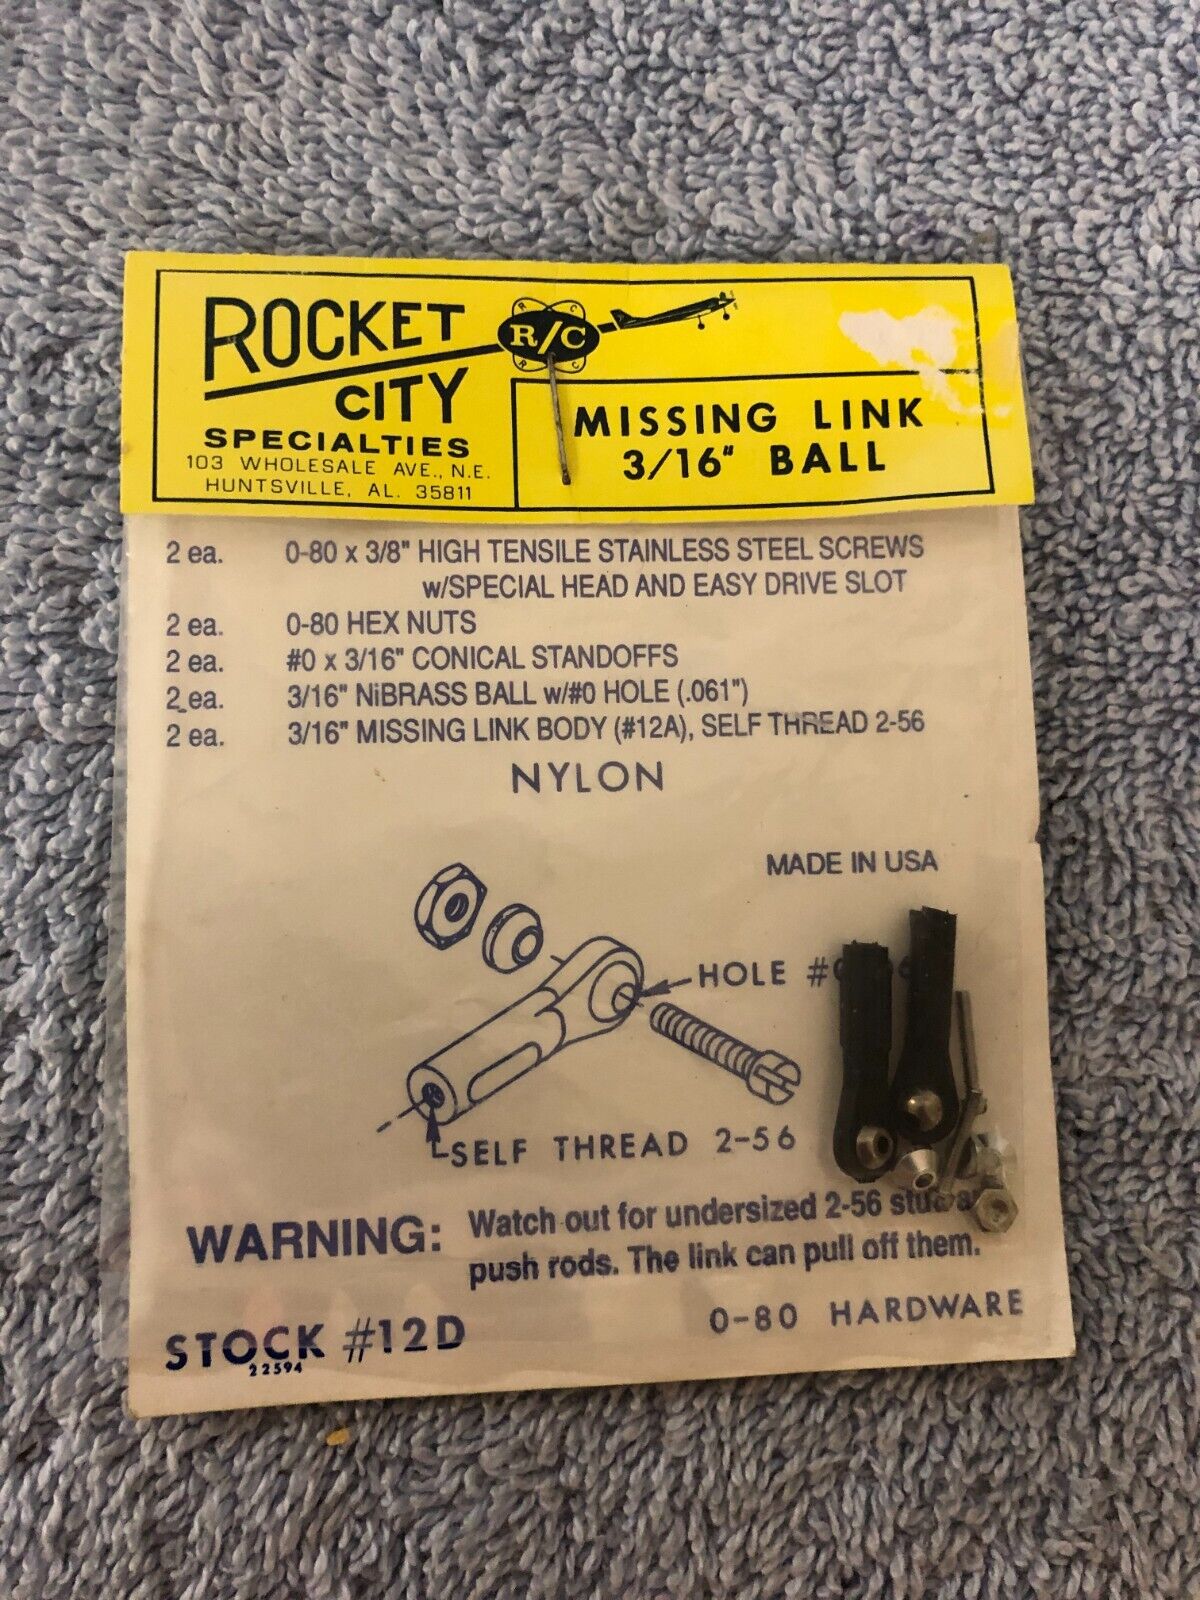 ROCKET
CITY
SPECIALTIES
103 WHOLESALE AVE., N.E.
HUNTSVILLE, AL. 35811
R C
R/C
R C
MISSING LINK
3/16" BALL
2 ea. 0-80 x 3/8" HIGH TENSILE STAINLESS STEEL SCREWS
w/SPECIAL HEAD AND EASY DRIVE SLOT
2 ea. 0-80 HEX NUTS
2 ea. #0 x 3/16" CONICAL STANDOFFS
2 ea. 3/16" NiBRASS BALL w/#0 HOLE (.061")
2 ea. 3/16" MISSING LINK BODY (#12A), SELF THREAD 2-56
NYLON
MADE IN USA
HOLE #0
SELF THREAD 2-56
WARNING: Watch out for undersized 2-56
push rods. The link can pull off them.
STOCK #12D
22594
0-80 HARDWARE